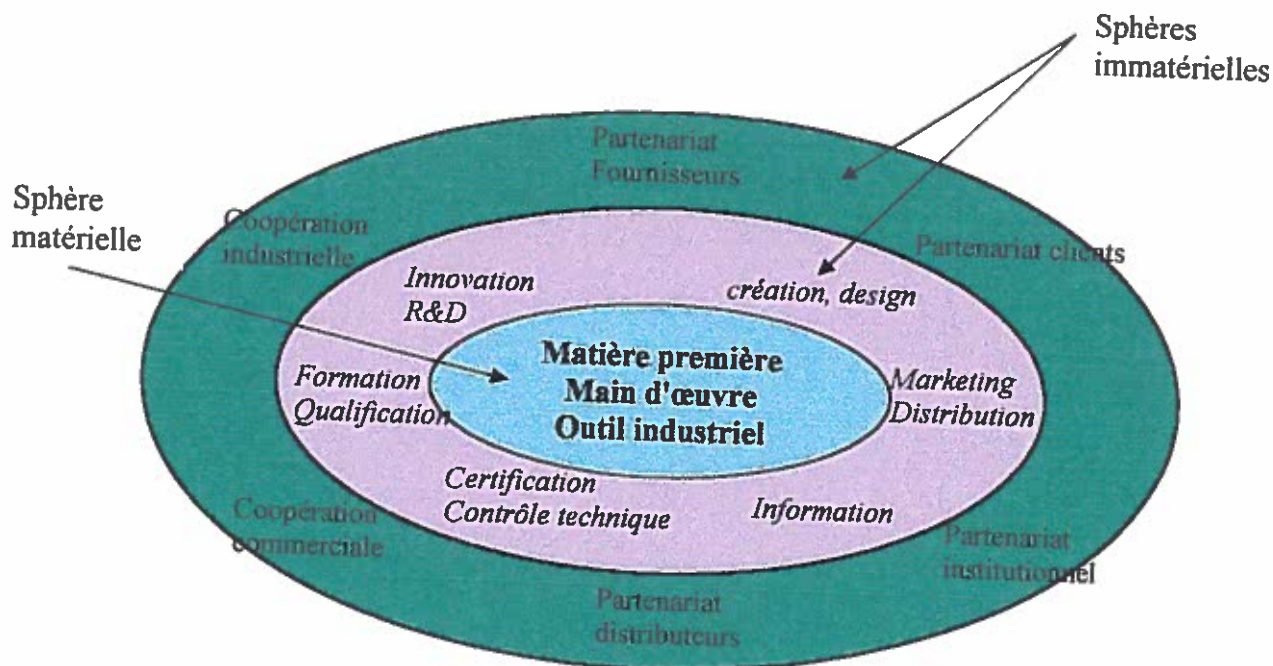 Sphères
immatérielles
Partenariat
Fournisseurs
Sphère
matérielle
Coopération
industrielle
Partenariat clients
Innovation
R&D
création, design
Matière première
Main d'œuvre
Outil industriel
Formation
Qualification
Marketing
Distribution
Certification
Contrôle technique
Information
Coopération
commerciale
Partenariat
institutionnel
Partenariat
distributeurs